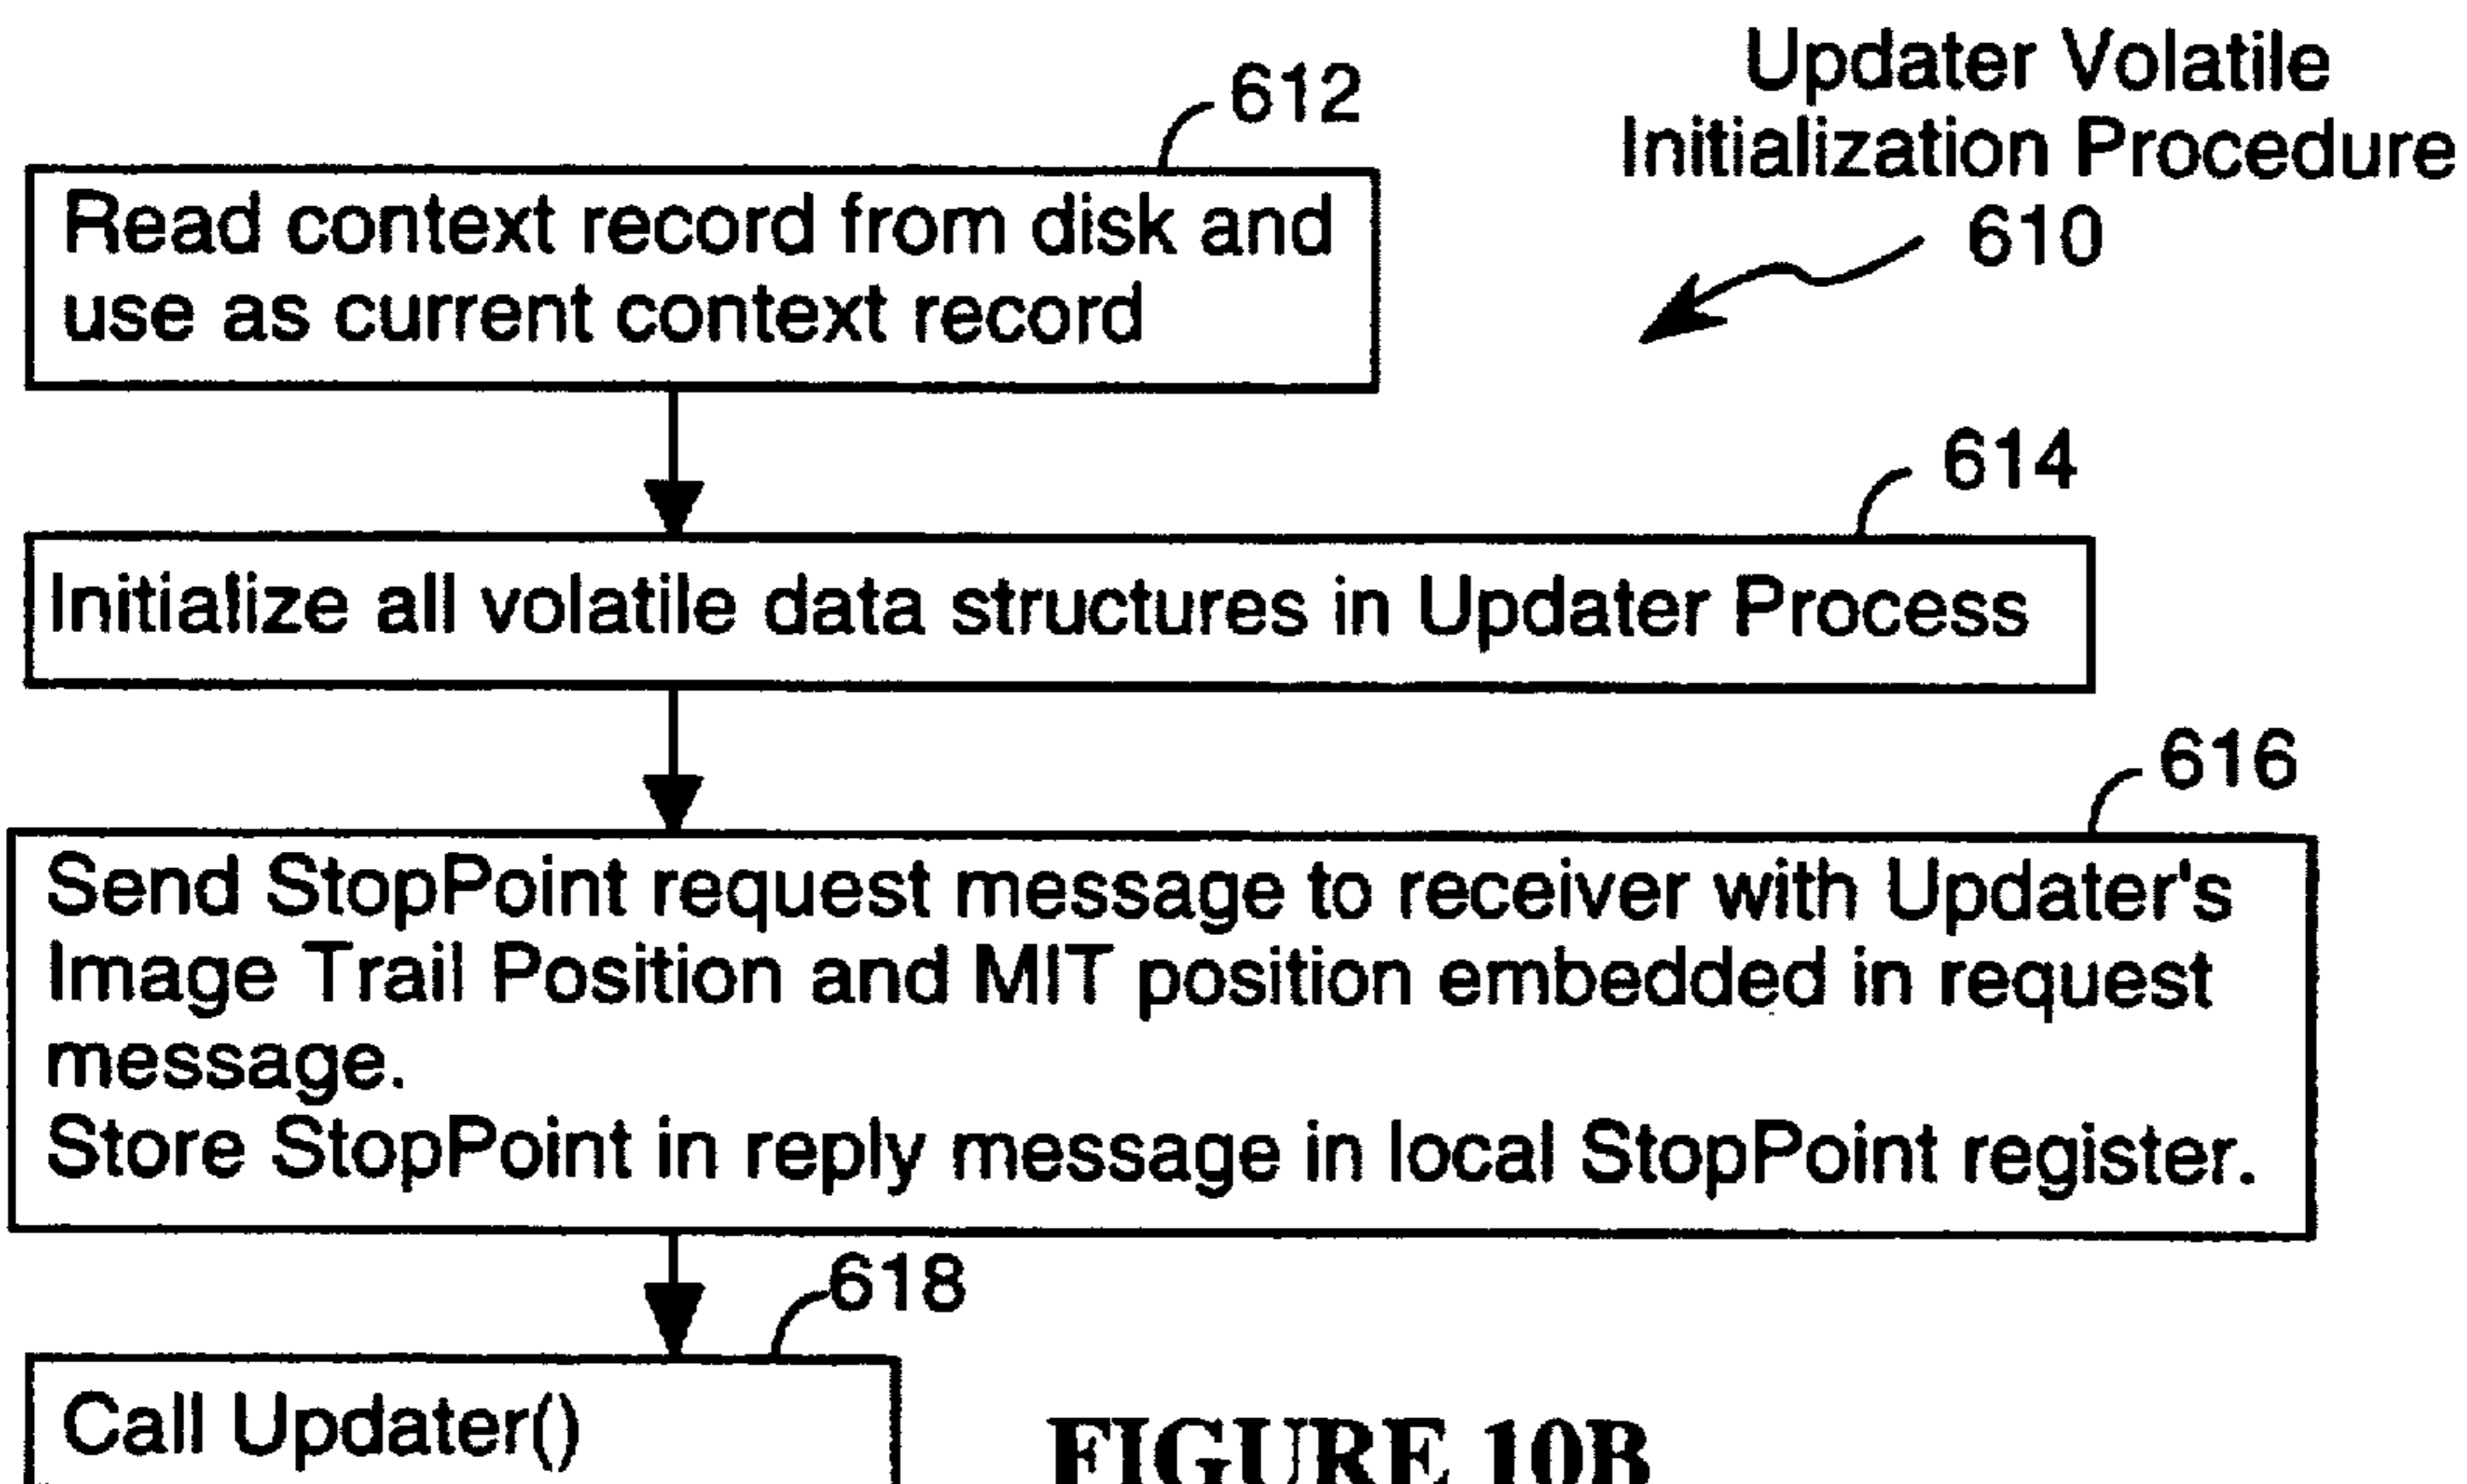 Updater Volatile
Initialization Procedure
610
612
Read context record from disk and
use as current context record
614
Initialize all volatile data structures in Updater Process
616
Send StopPoint request message to receiver with Updater's
Image Trail Position and MIT position embedded in request
message.
Store StopPoint in reply message in local StopPoint register.
618
Call Updater()
FIGURE 10B